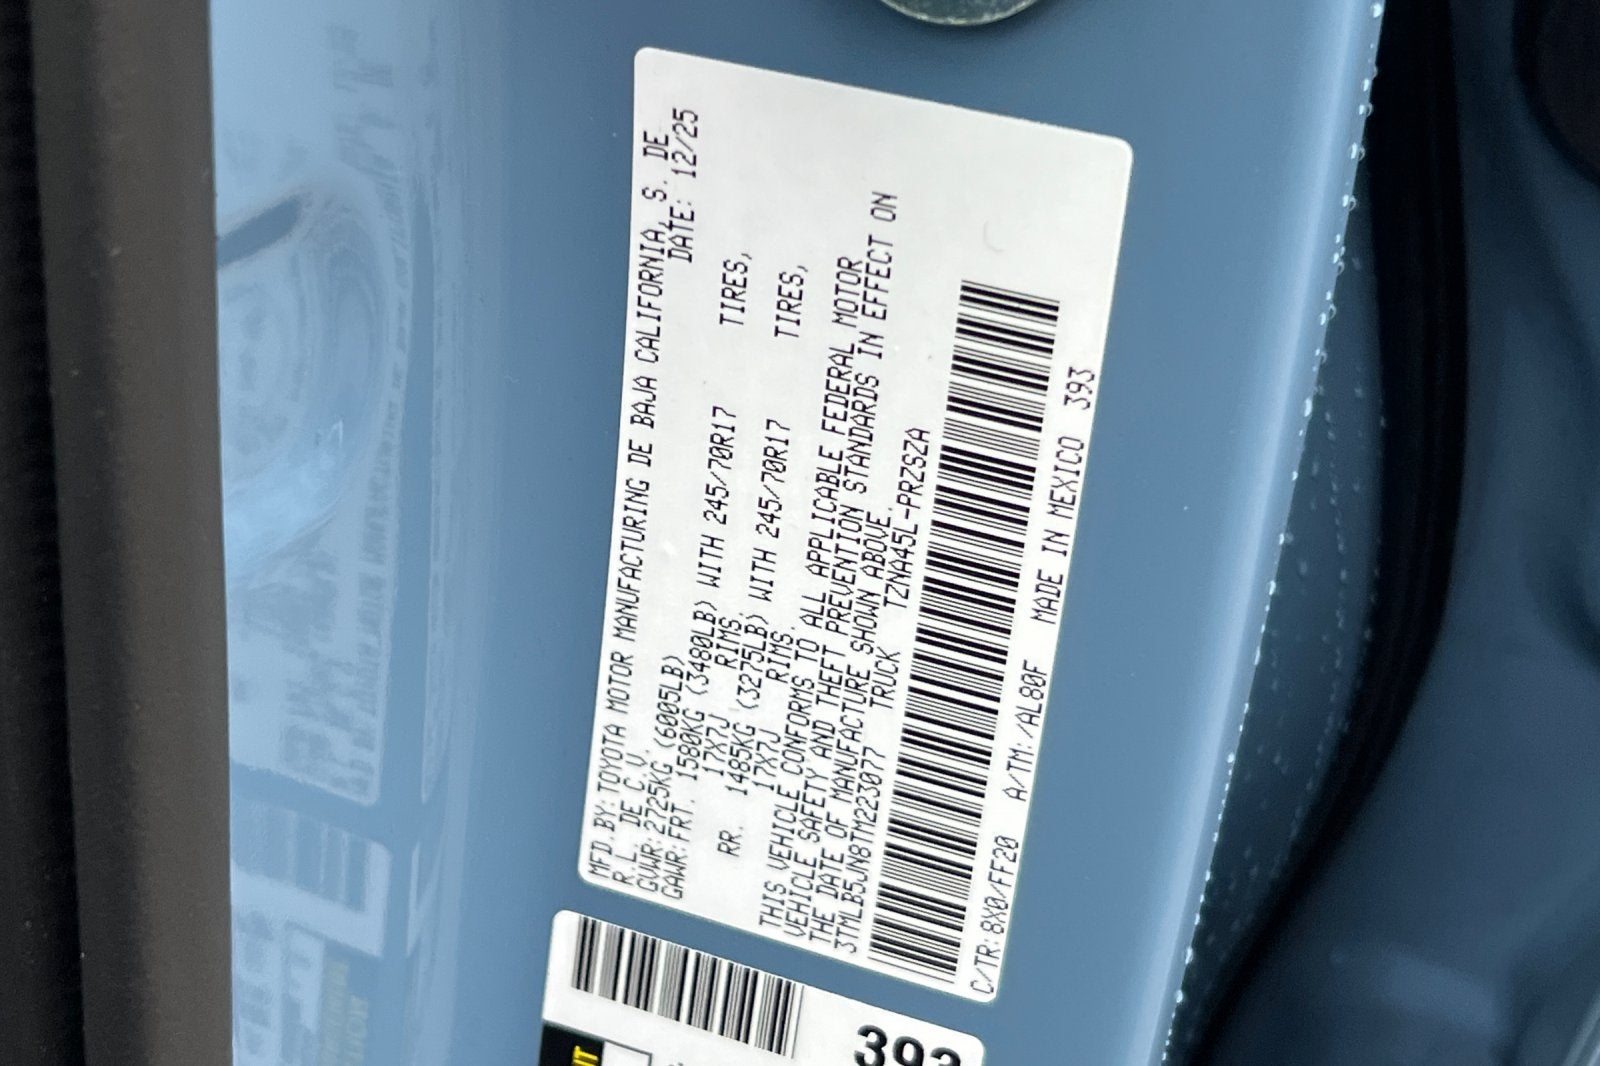 MFD.BY:TOYOTA MOTOR MANUFACTURING DE BAJA CALIFORNIA, S. DE
R.L. DE C.V. DATE: 12/25
GVWR:2725KG (6005LB)
GAWR:FRT. 1580KG (3480LB) WITH 245/70R17 TIRES,
17X7J RIMS.
RR. 1485KG (3275LB) WITH 245/70R17 TIRES,
17X7J RIMS.
THIS VEHICLE CONFORMS TO ALL APPLICABLE FEDERAL MOTOR
VEHICLE SAFETY AND THEFT PREVENTION STANDARDS IN EFFECT ON
THE DATE OF MANUFACTURE SHOWN ABOVE.
3TMLB5JN8TM223077 TRUCK TZNA45L-PRZSZA
C/TR:8X0/FF20 A/TM:/AL80F MADE IN MEXICO 393
393